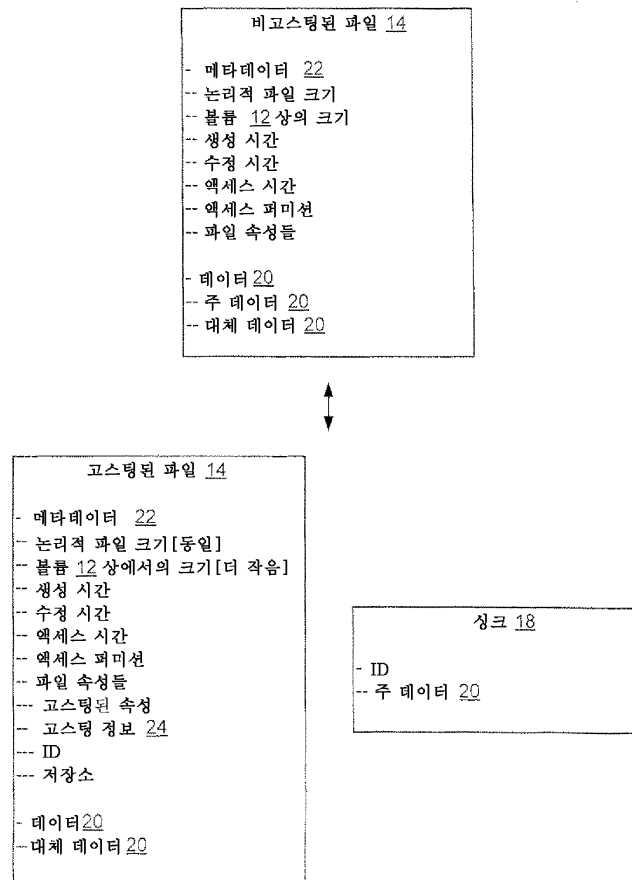 비고스팅된 파일 14
- 메타데이터 22
-- 논리적 파일 크기
-- 볼륨 12 상의 크기
-- 생성 시간
-- 수정 시간
-- 액세스 시간
-- 액세스 퍼미션
-- 파일 속성들
- 데이터 20
-- 주 데이터 20
-- 대체 데이터 20
고스팅된 파일 14
- 메타데이터 22
-- 논리적 파일 크기[동일]
-- 볼륨 12 상에서의 크기[더 작음]
-- 생성 시간
-- 수정 시간
-- 액세스 시간
-- 액세스 퍼미션
-- 파일 속성들
--- 고스팅된 속성
-- 고스팅 정보 24
--- ID
--- 저장소
- 데이터20
-- 대체 데이터 20
싱크 18
- ID
-- 주 데이터 20